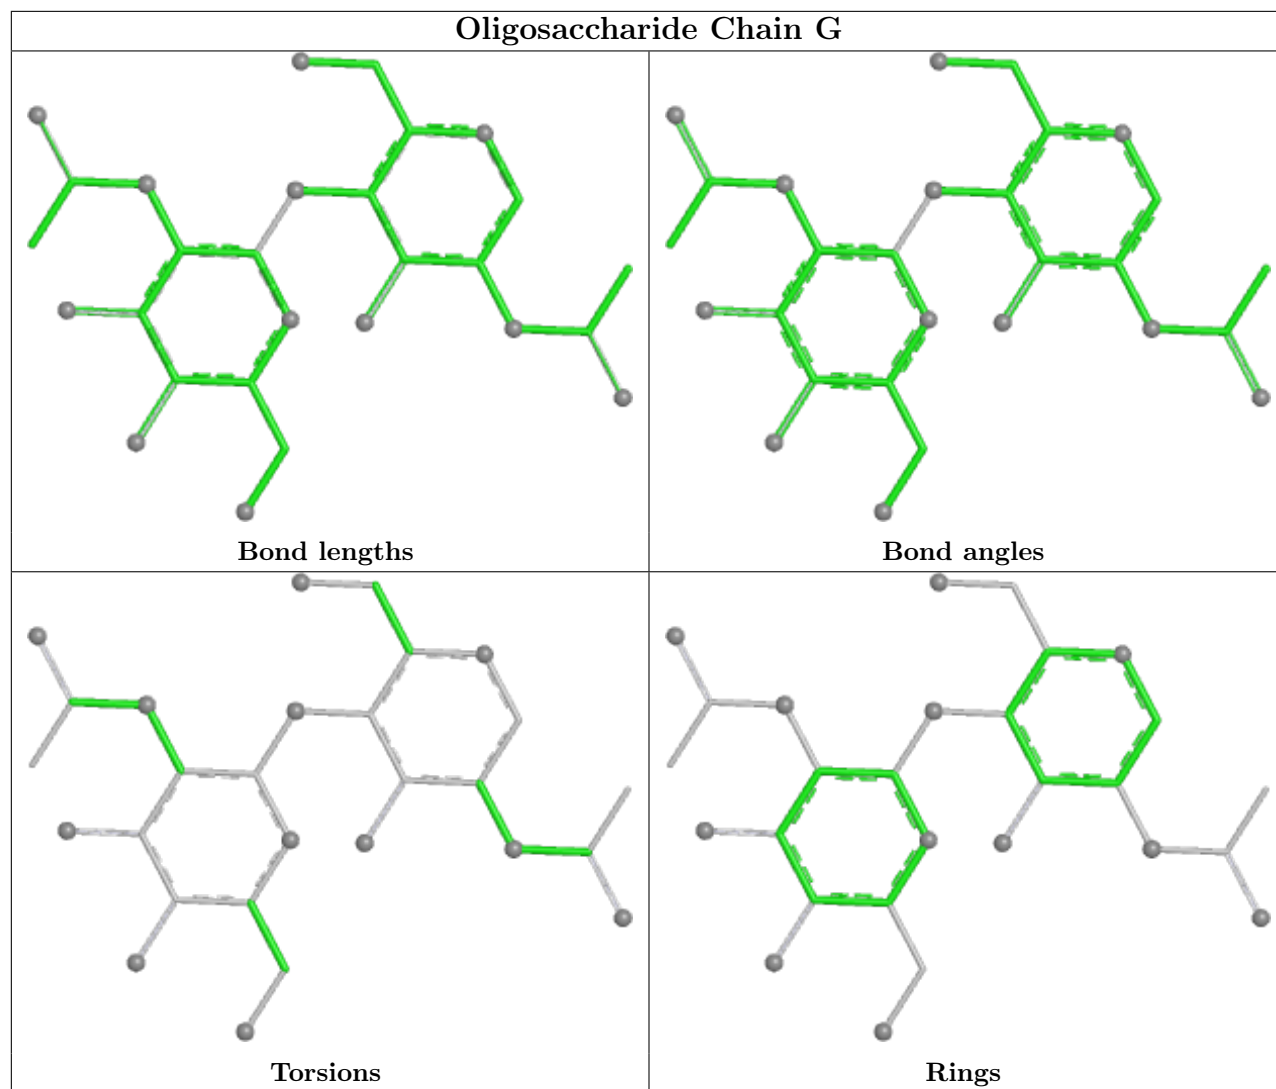 Oligosaccharide Chain G
Bond lengths
Bond angles
Torsions
Rings